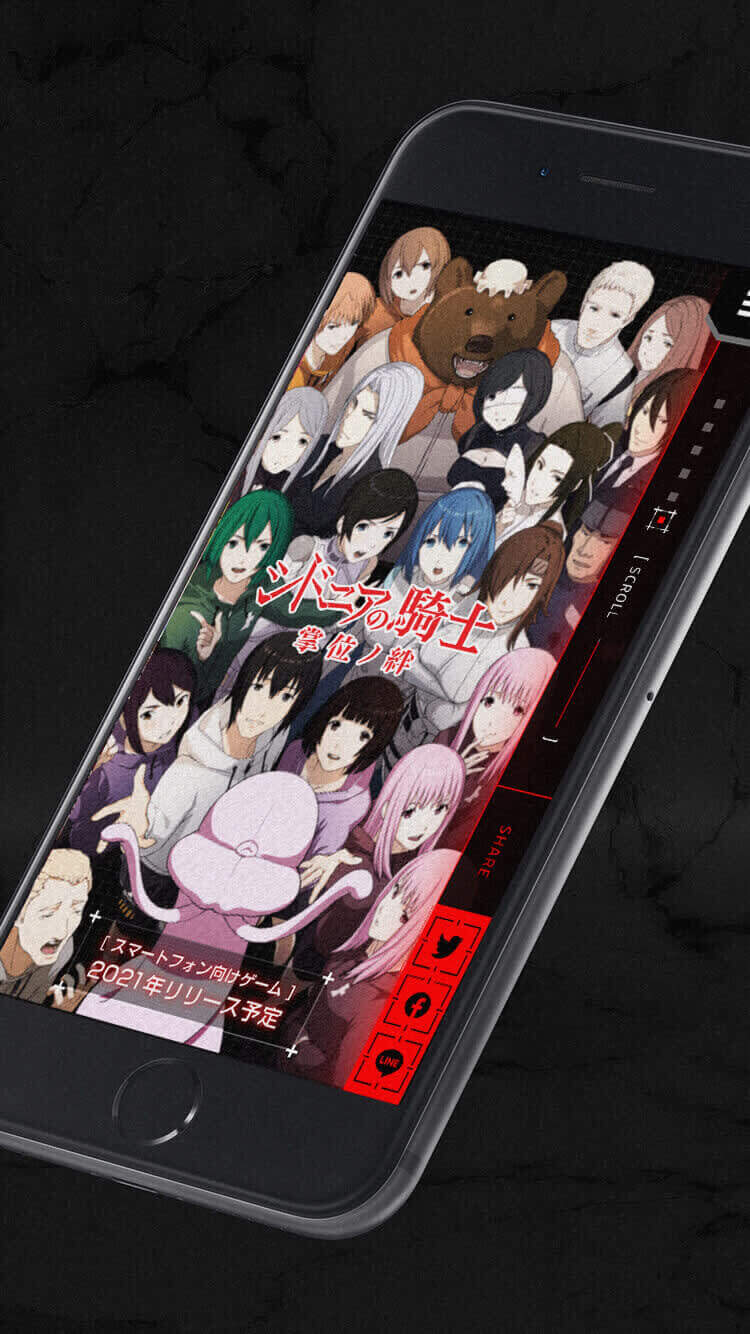 シドニアの騎士
掌位ノ絆
[ SCROLL ]
SHARE
[ スマートフォン向けゲーム ]
2021年リリース予定
LINE